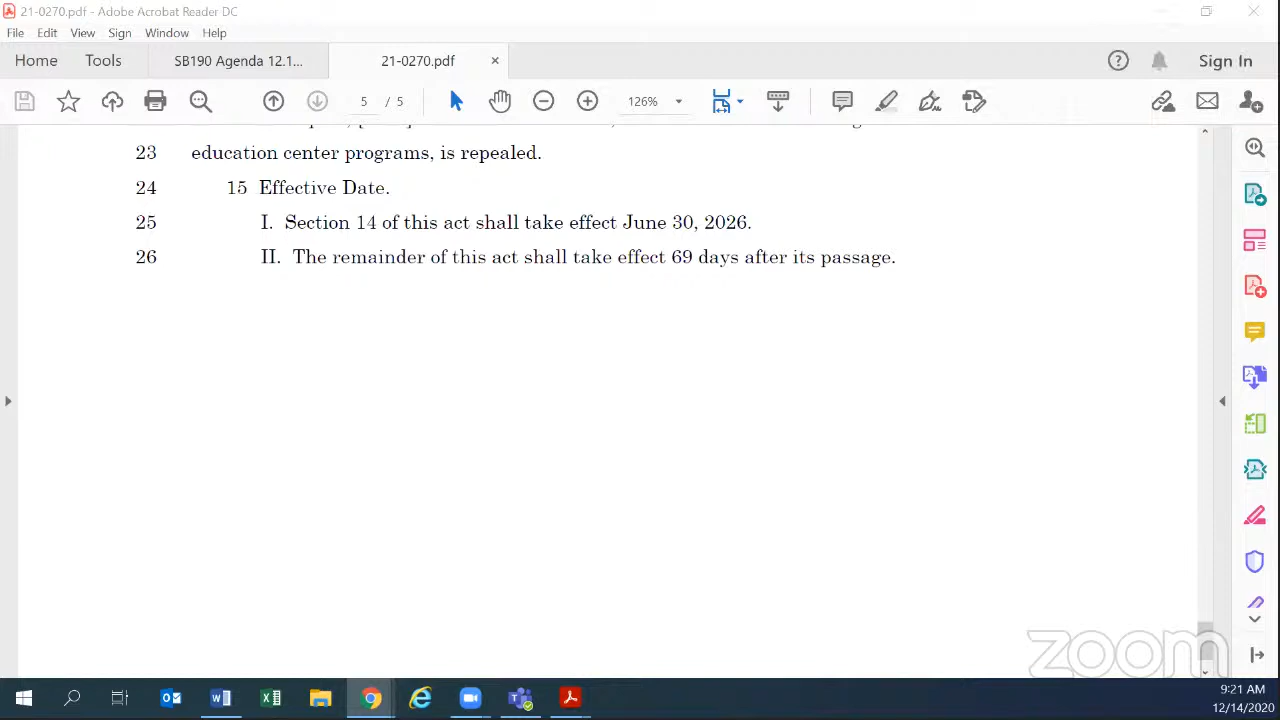 21-0270.pdf - Adobe Acrobat Reader DC
File Edit View Sign Window Help
Home Tools SB190 Agenda 12.1... 21-0270.pdf × Sign In
5 / 5 126%
23 education center programs, is repealed.
24 15 Effective Date.
25 I. Section 14 of this act shall take effect June 30, 2026.
26 II. The remainder of this act shall take effect 69 days after its passage.
zoom
9:21 AM
12/14/2020